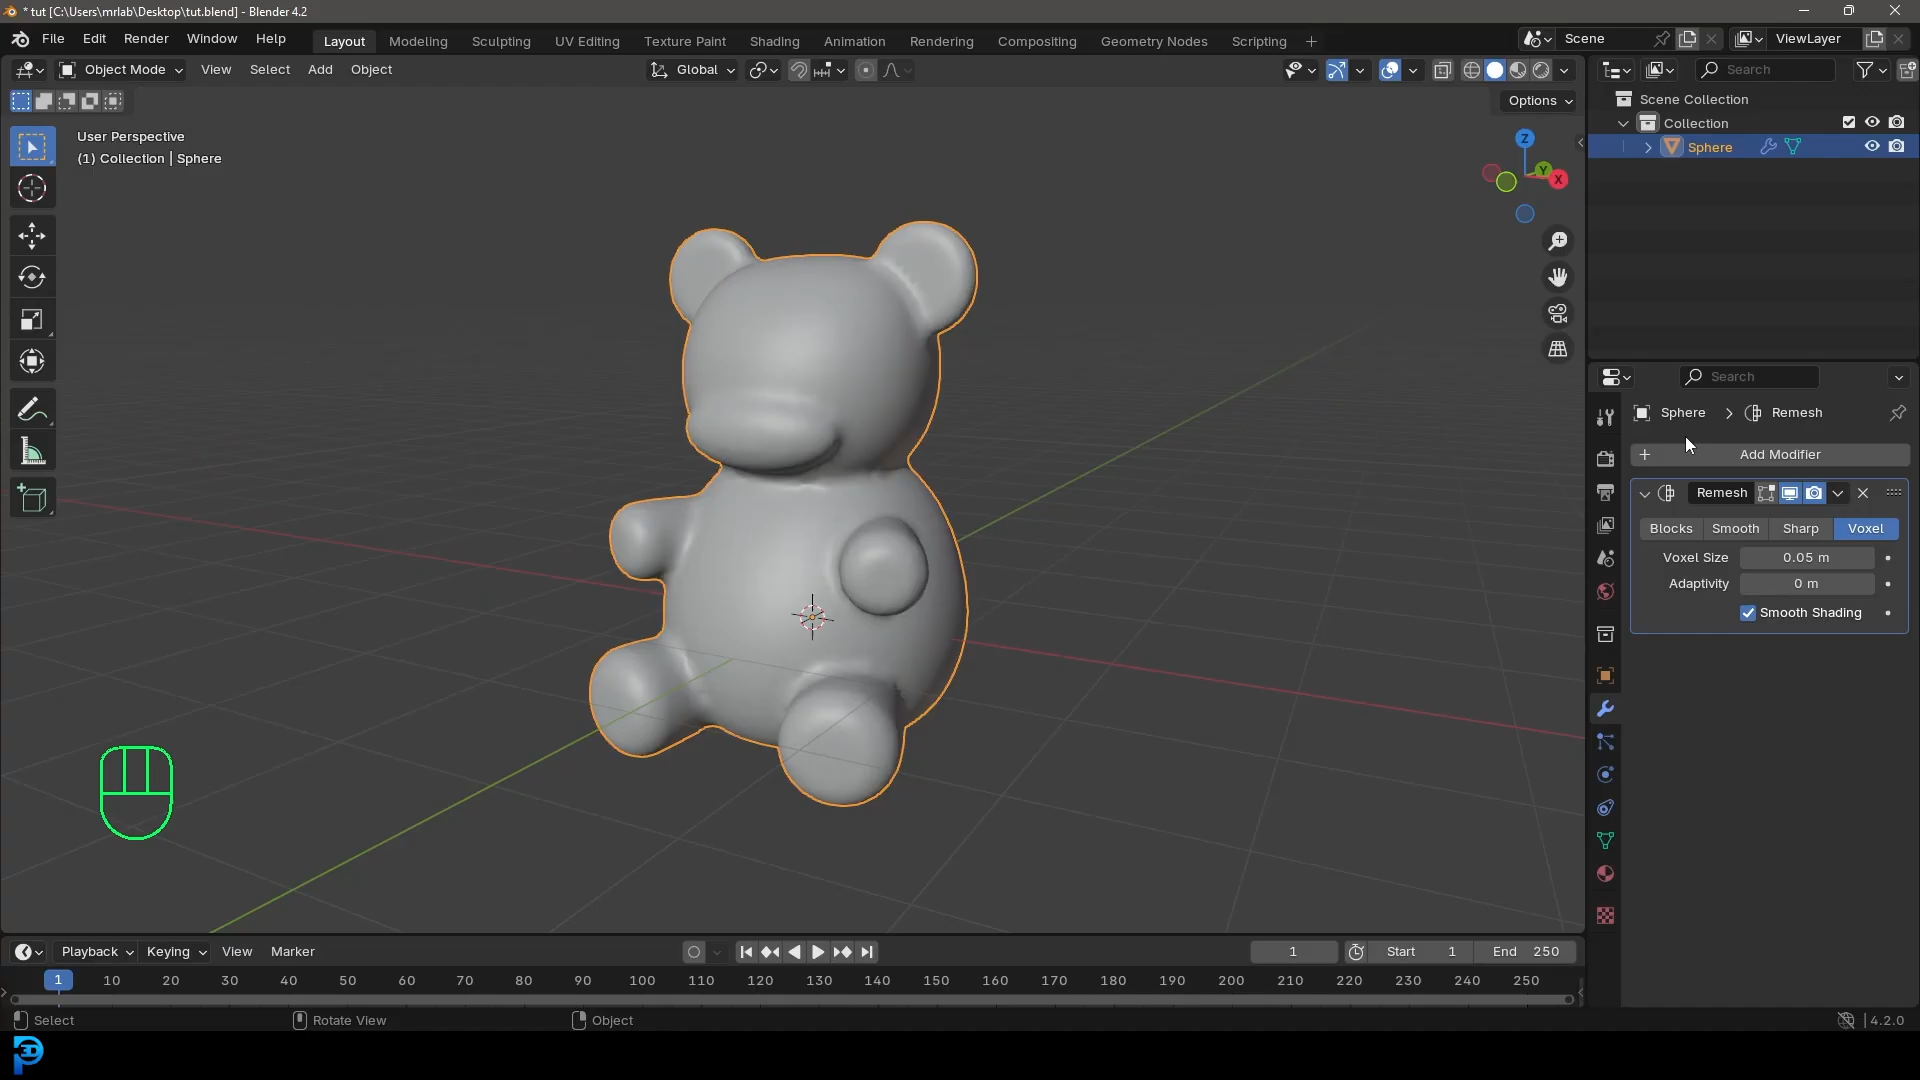 * tut [C:\Users\mrlab\Desktop\tut.blend] - Blender 4.2
File Edit Render Window Help Layout Modeling Sculpting UV Editing Texture Paint Shading Animation Rendering Compositing Geometry Nodes Scripting + Scene ViewLayer
Object Mode View Select Add Object Global Search
Options
User Perspective
(1) Collection | Sphere
Z
Y
X
Scene Collection
Collection
Sphere
Search
Sphere > Remesh
+ Add Modifier
Remesh
Blocks Smooth Sharp Voxel
Voxel Size 0.05 m
Adaptivity 0 m
Smooth Shading
Playback Keying View Marker 1 Start 1 End 250
1 10 20 30 40 50 60 70 80 90 100 110 120 130 140 150 160 170 180 190 200 210 220 230 240 250
Select Rotate View Object 4.2.0
3D